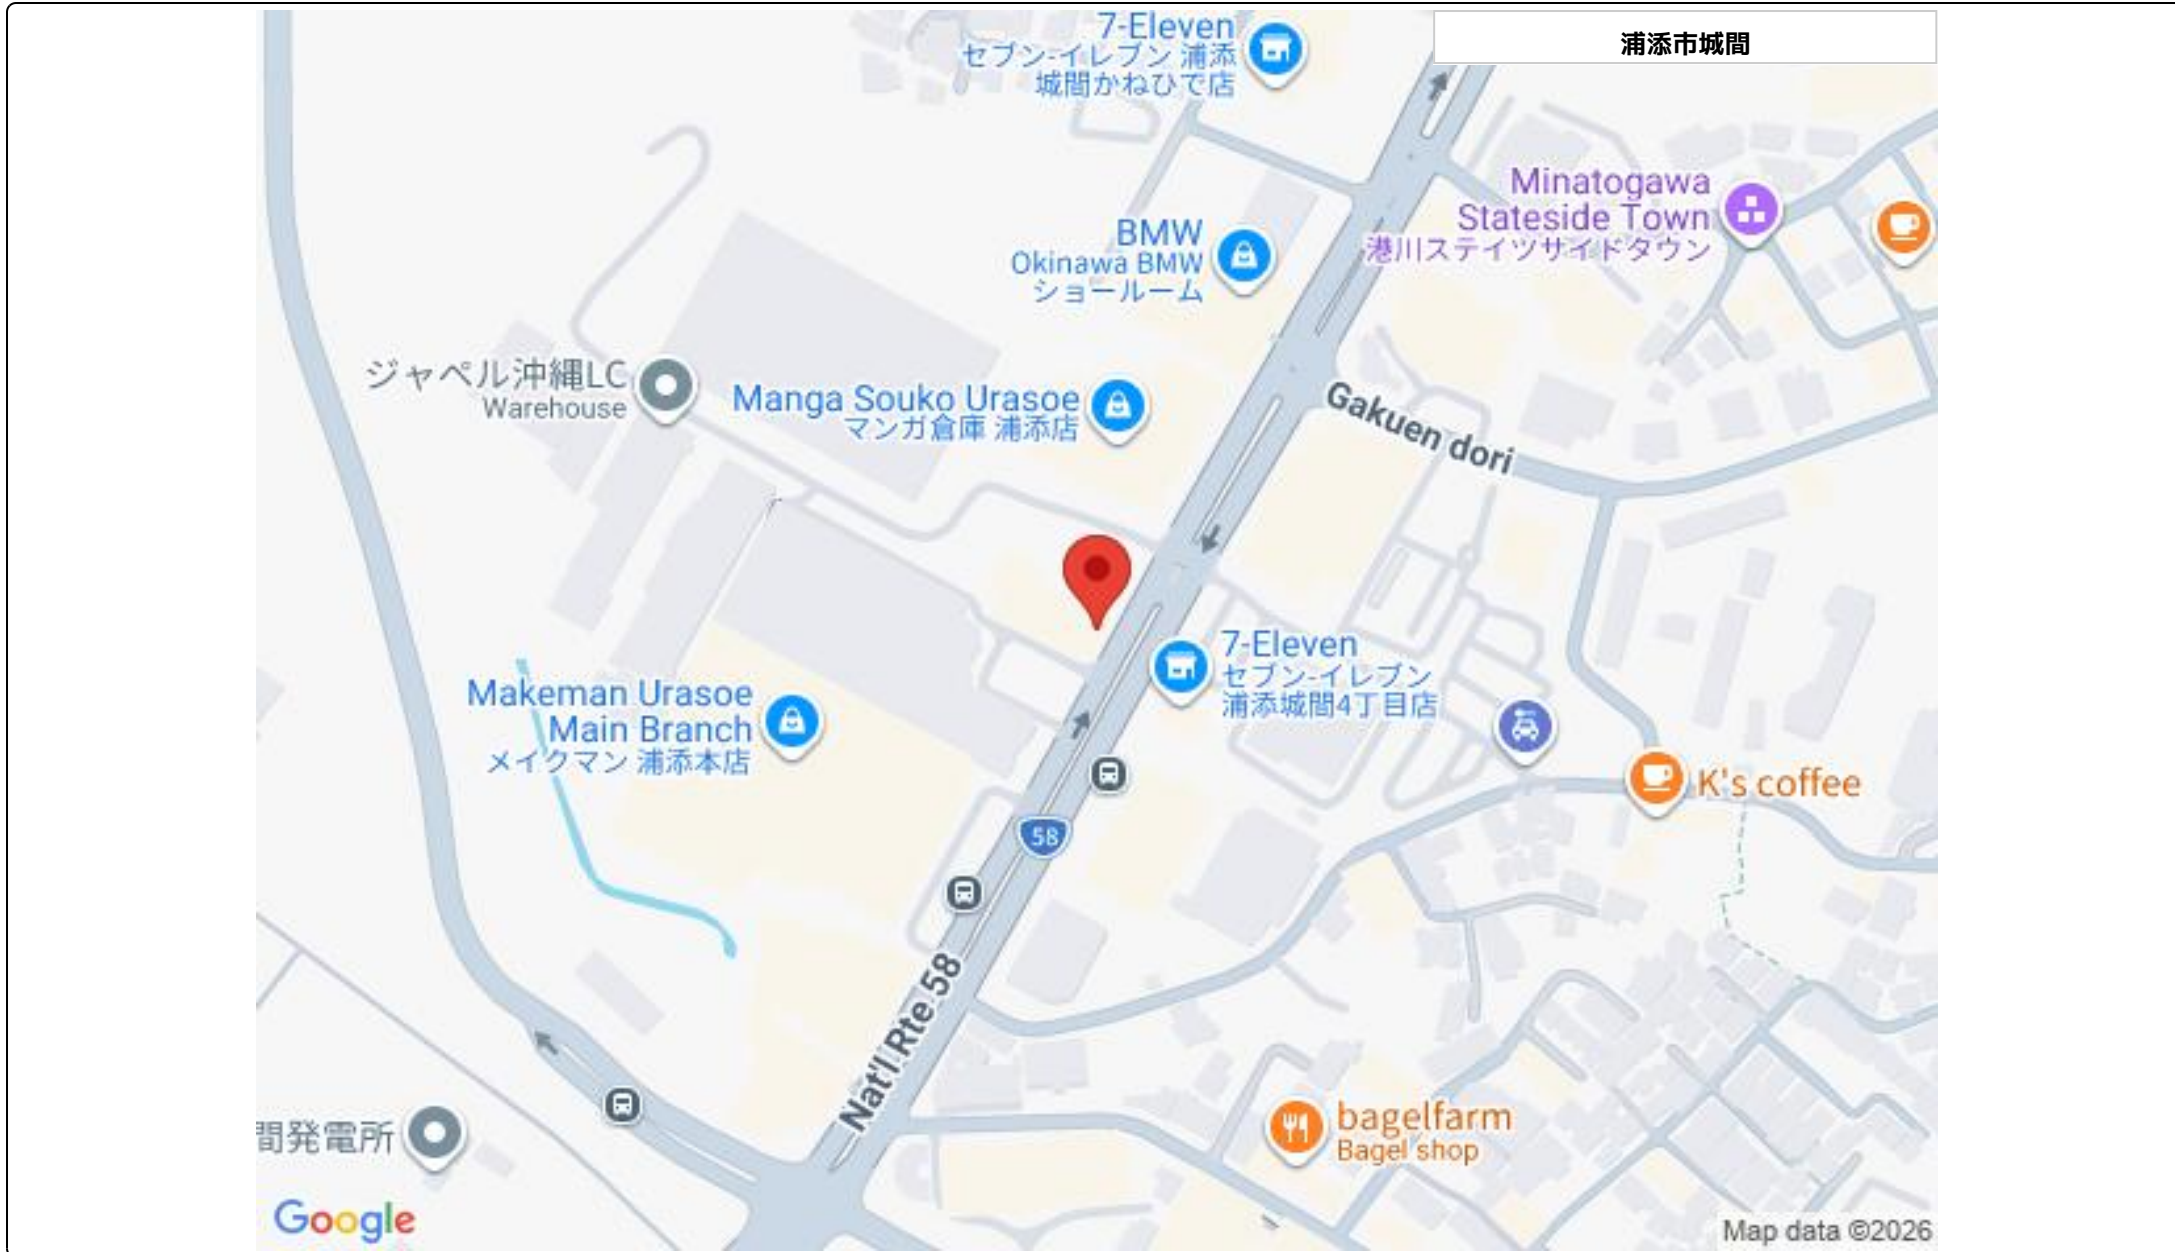 浦添市城間
7-Eleven
セブン-イレブン 浦添
城間かねひで店
Minatogawa
Stateside Town
港川ステイツサイドタウン
BMW
Okinawa BMW
ショールーム
ジャペル沖縄LC
Warehouse
Manga Souko Urasoe
マンガ倉庫 浦添店
Gakuen dori
7-Eleven
セブン-イレブン
浦添城間4丁目店
Makeman Urasoe
Main Branch
メイクマン 浦添本店
K's coffee
58
Nat'l Rte 58
間発電所
bagelfarm
Bagel shop
Google
Map data ©2026